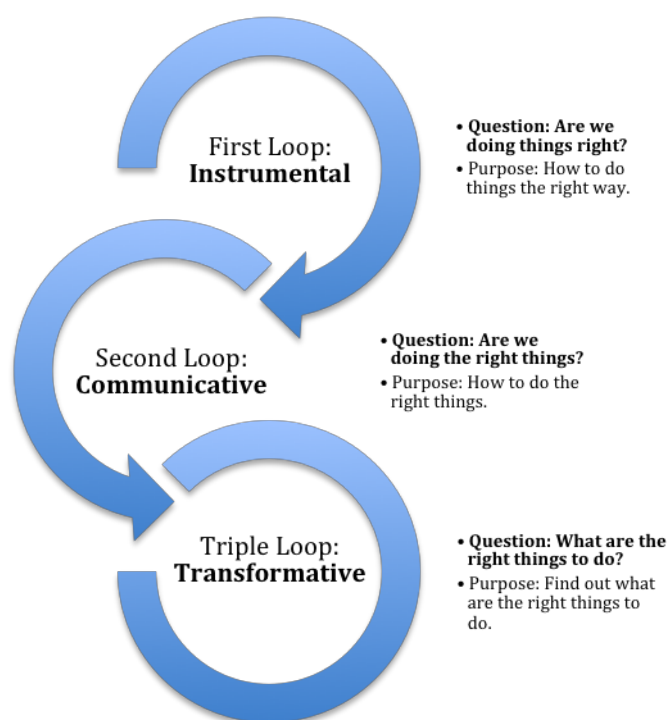 First Loop:
Instrumental
• Question: Are we
doing things right?
• Purpose: How to do
things the right way.
Second Loop:
Communicative
• Question: Are we
doing the right things?
• Purpose: How to do the
right things.
Triple Loop:
Transformative
• Question: What are the
right things to do?
• Purpose: Find out what
are the right things to
do.